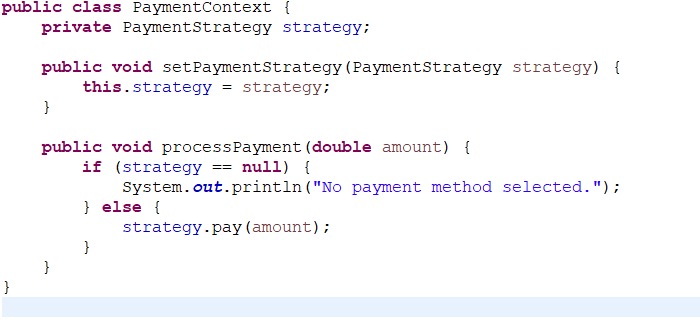 public class PaymentContext {
    private PaymentStrategy strategy;

    public void setPaymentStrategy(PaymentStrategy strategy) {
        this.strategy = strategy;
    }

    public void processPayment(double amount) {
        if (strategy == null) {
            System.out.println("No payment method selected.");
        } else {
            strategy.pay(amount);
        }
    }
}